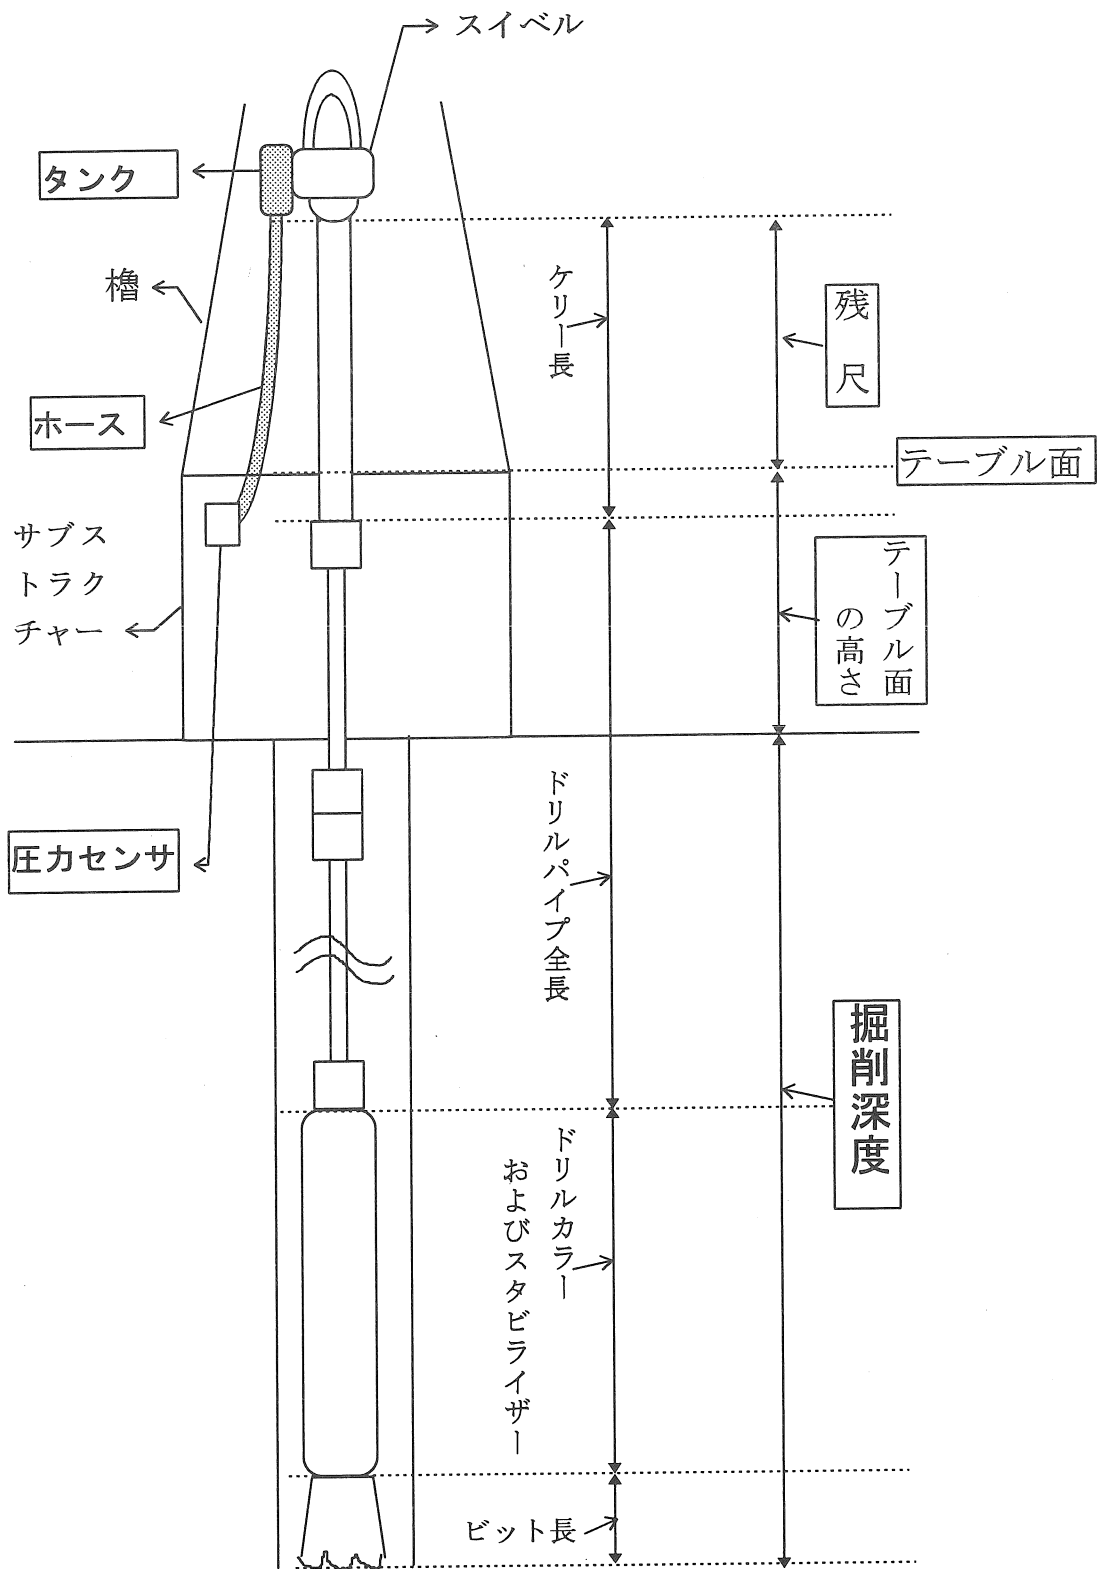 スイベル
タンク
櫓
ケリー長
残尺
ホース
テーブル面
サブス
トラク
チャー
テーブル面
の高さ
ドリルパイプ全長
圧力センサ
掘削深度
ドリルカラー
およびスタビライザー
ビット長